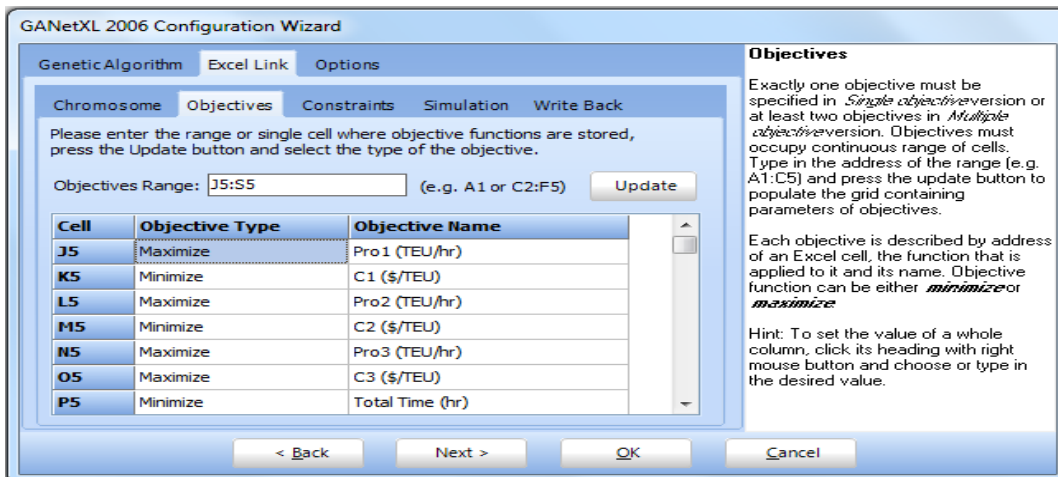 GANetXL 2006 Configuration Wizard
Genetic Algorithm Excel Link Options
Chromosome Objectives Constraints Simulation Write Back
Please enter the range or single cell where objective functions are stored,
press the Update button and select the type of the objective.
Objectives Range: J5:S5 (e.g. A1 or C2:F5) Update
Cell Objective Type Objective Name
J5 Maximize Pro1 (TEU/hr)
K5 Minimize C1 ($/TEU)
L5 Maximize Pro2 (TEU/hr)
M5 Minimize C2 ($/TEU)
N5 Maximize Pro3 (TEU/hr)
O5 Maximize C3 ($/TEU)
P5 Minimize Total Time (hr)
Objectives
Exactly one objective must be
specified in Single objective version or
at least two objectives in Multiple
objective version. Objectives must
occupy continuous range of cells.
Type in the address of the range (e.g.
A1:C5) and press the update button to
populate the grid containing
parameters of objectives.
Each objective is described by address
of an Excel cell, the function that is
applied to it and its name. Objective
function can be either minimize or
maximize
Hint: To set the value of a whole
column, click its heading with right
mouse button and choose or type in
the desired value.
< Back Next > OK Cancel